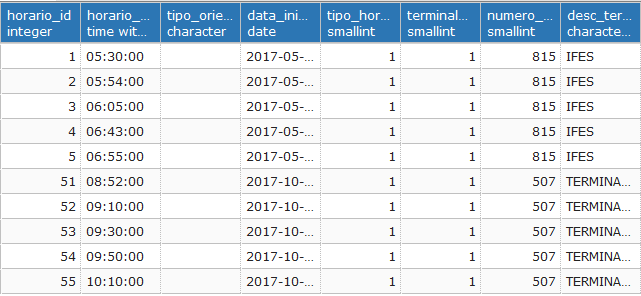 horario_id horario_... tipo_orie... data_ini... tipo_hor... terminal... numero_... desc_ter...
integer time wit... character date smallint smallint smallint characte...
1 05:30:00 2017-05-... 1 1 815 IFES
2 05:54:00 2017-05-... 1 1 815 IFES
3 06:05:00 2017-05-... 1 1 815 IFES
4 06:43:00 2017-05-... 1 1 815 IFES
5 06:55:00 2017-05-... 1 1 815 IFES
51 08:52:00 2017-10-... 1 1 507 TERMINA...
52 09:10:00 2017-10-... 1 1 507 TERMINA...
53 09:30:00 2017-10-... 1 1 507 TERMINA...
54 09:50:00 2017-10-... 1 1 507 TERMINA...
55 10:10:00 2017-10-... 1 1 507 TERMINA...